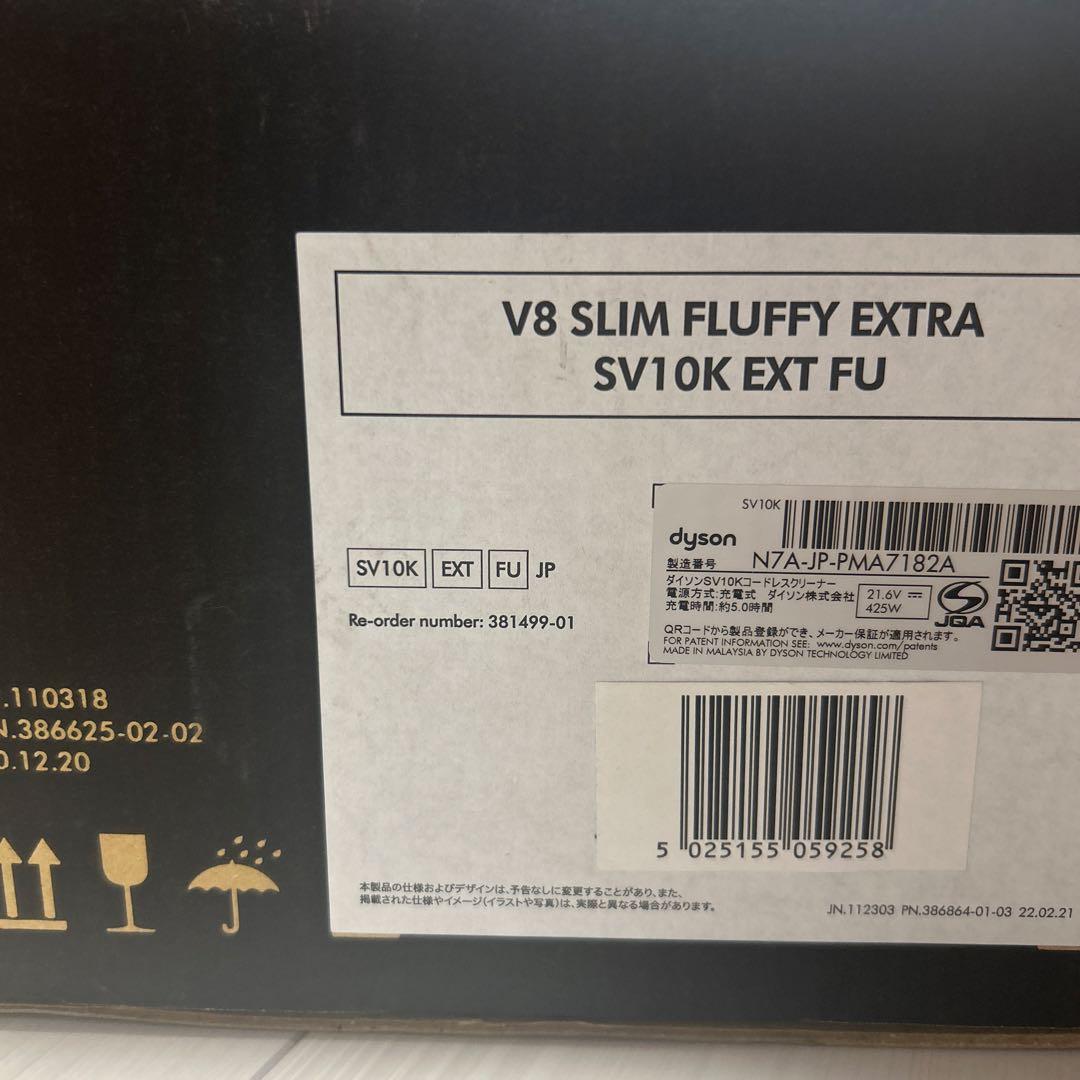 V8 SLIM FLUFFY EXTRA
SV10K EXT FU
SV10K EXT FU JP
Re-order number: 381499-01
SV10K
dyson
製造番号 N7A-JP-PMA7182A
ダイソンSV10Kコードレスクリーナー
電源方式:充電式 ダイソン株式会社
充電時間:約5.0時間
21.6V
425W
JQA
QRコードから製品登録ができ、メーカー保証が適用されます。
FOR PATENT INFORMATION SEE: www.dyson.com/patents
MADE IN MALAYSIA BY DYSON TECHNOLOGY LIMITED
.110318
N.386625-02-02
0.12.20
5 025155 059258
本製品の仕様およびデザインは、予告なしに変更することがあり、また、
掲載された仕様やイメージ(イラストや写真)は、実際と異なる場合があります。
JN.112303 PN.386864-01-03 22.02.21